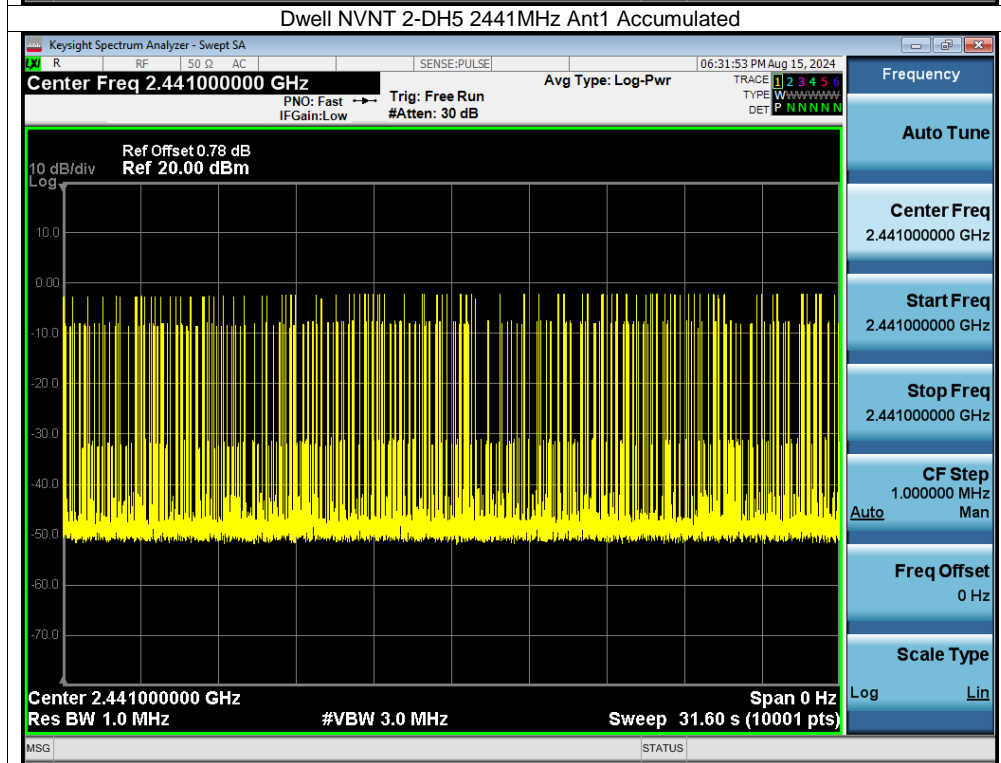 Dwell NVNT 2-DH5 2441MHz Ant1 Accumulated
Keysight Spectrum Analyzer - Swept SA
LXI R RF 50 Ω AC SENSE:PULSE 06:31:53 PM Aug 15, 2024
Center Freq 2.441000000 GHz Avg Type: Log-Pwr TRACE 1 2 3 4 5 6
PNO: Fast Trig: Free Run TYPE WWWWWW
IFGain:Low #Atten: 30 dB DET P N N N N N
Ref Offset 0.78 dB
10 dB/div Ref 20.00 dBm
Log
10.0
0.00
-10.0
-20.0
-30.0
-40.0
-50.0
-60.0
-70.0
Center 2.441000000 GHz Span 0 Hz
Res BW 1.0 MHz #VBW 3.0 MHz Sweep 31.60 s (10001 pts)
MSG STATUS
Frequency
Auto Tune
Center Freq
2.441000000 GHz
Start Freq
2.441000000 GHz
Stop Freq
2.441000000 GHz
CF Step
1.000000 MHz
Auto Man
Freq Offset
0 Hz
Scale Type
Log Lin